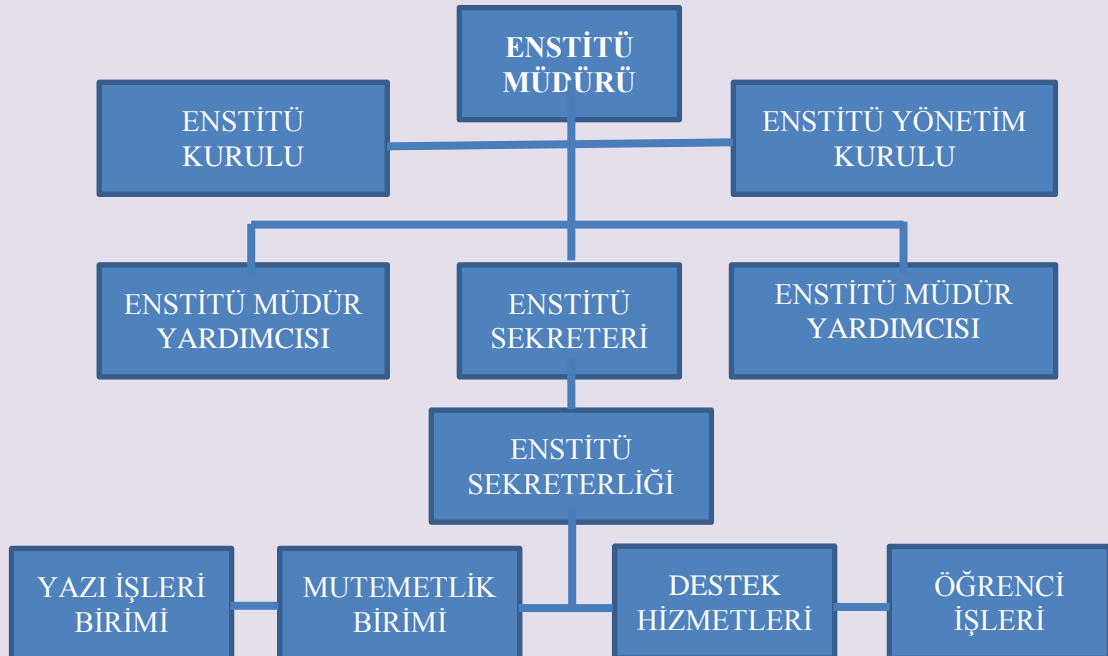 ENSTİTÜ
MÜDÜRÜ
ENSTİTÜ
KURULU
ENSTİTÜ YÖNETİM
KURULU
ENSTİTÜ MÜDÜR
YARDIMCISI
ENSTİTÜ
SEKRETERİ
ENSTİTÜ MÜDÜR
YARDIMCISI
ENSTİTÜ
SEKRETERLİĞİ
YAZI İŞLERİ
BİRİMİ
MUTEMETLİK
BİRİMİ
DESTEK
HİZMETLERİ
ÖĞRENCİ
İŞLERİ